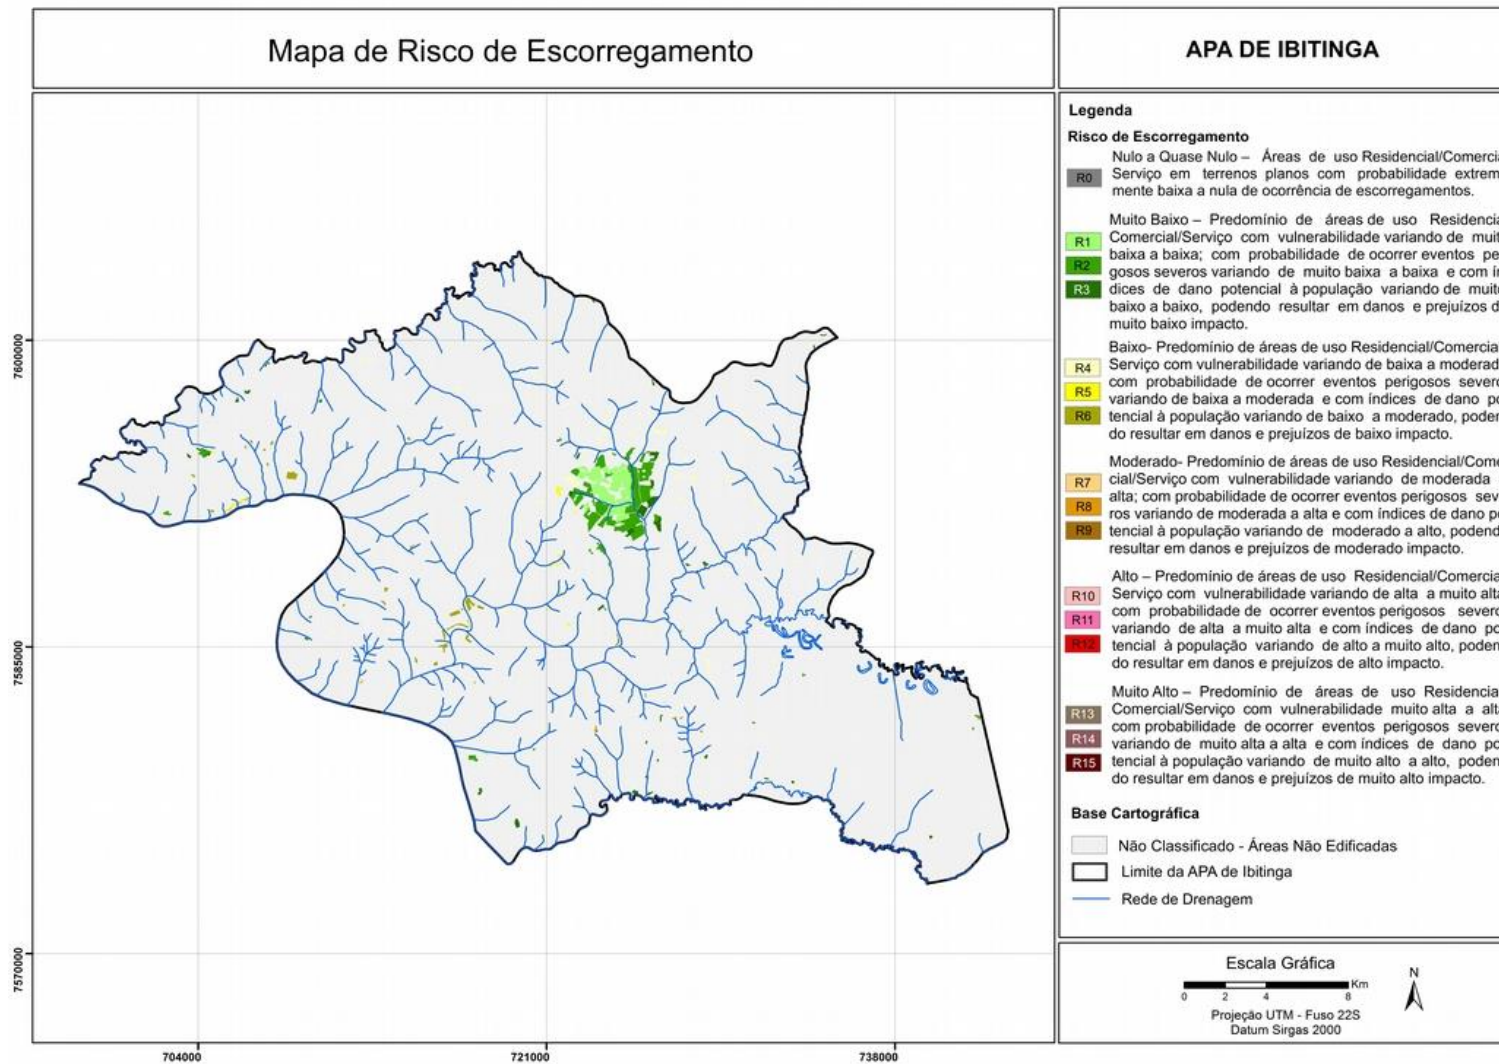 Mapa de Risco de Escorregamento
APA DE IBITINGA
Legenda
Risco de Escorregamento
Nulo a Quase Nulo – Áreas de uso Residencial/Comercia
R0
Serviço em terrenos planos com probabilidade extrem
mente baixa a nula de ocorrência de escorregamentos.
Muito Baixo – Predomínio de áreas de uso Residencia
R1
Comercial/Serviço com vulnerabilidade variando de muit
baixa a baixa; com probabilidade de ocorrer eventos pe
R2
gosos severos variando de muito baixa a baixa e com ín
R3
dices de dano potencial à população variando de muito
baixo a baixo, podendo resultar em danos e prejuízos d
muito baixo impacto.
Baixo- Predomínio de áreas de uso Residencial/Comercial
R4
Serviço com vulnerabilidade variando de baixa a moderad
com probabilidade de ocorrer eventos perigosos severo
R5
variando de baixa a moderada e com índices de dano po
R6
tencial à população variando de baixo a moderado, poden
do resultar em danos e prejuízos de baixo impacto.
Moderado- Predomínio de áreas de uso Residencial/Come
R7
cial/Serviço com vulnerabilidade variando de moderada
alta; com probabilidade de ocorrer eventos perigosos seve
R8
ros variando de moderada a alta e com índices de dano po
R9
tencial à população variando de moderado a alto, podend
resultar em danos e prejuízos de moderado impacto.
Alto – Predomínio de áreas de uso Residencial/Comercial
R10
Serviço com vulnerabilidade variando de alta a muito alta
com probabilidade de ocorrer eventos perigosos severo
R11
variando de alta a muito alta e com índices de dano po
R12
tencial à população variando de alto a muito alto, poden
do resultar em danos e prejuízos de alto impacto.
Muito Alto – Predomínio de áreas de uso Residencial
R13
Comercial/Serviço com vulnerabilidade muito alta a alta
com probabilidade de ocorrer eventos perigosos severo
R14
variando de muito alta a alta e com índices de dano po
R15
tencial à população variando de muito alto a alto, poden
do resultar em danos e prejuízos de muito alto impacto.
Base Cartográfica
Não Classificado - Áreas Não Edificadas
Limite da APA de Ibitinga
Rede de Drenagem
Escala Gráfica
Km
0 2 4 8
N
Projeção UTM - Fuso 22S
Datum Sirgas 2000
7600000
7585000
7570000
704000
721000
738000